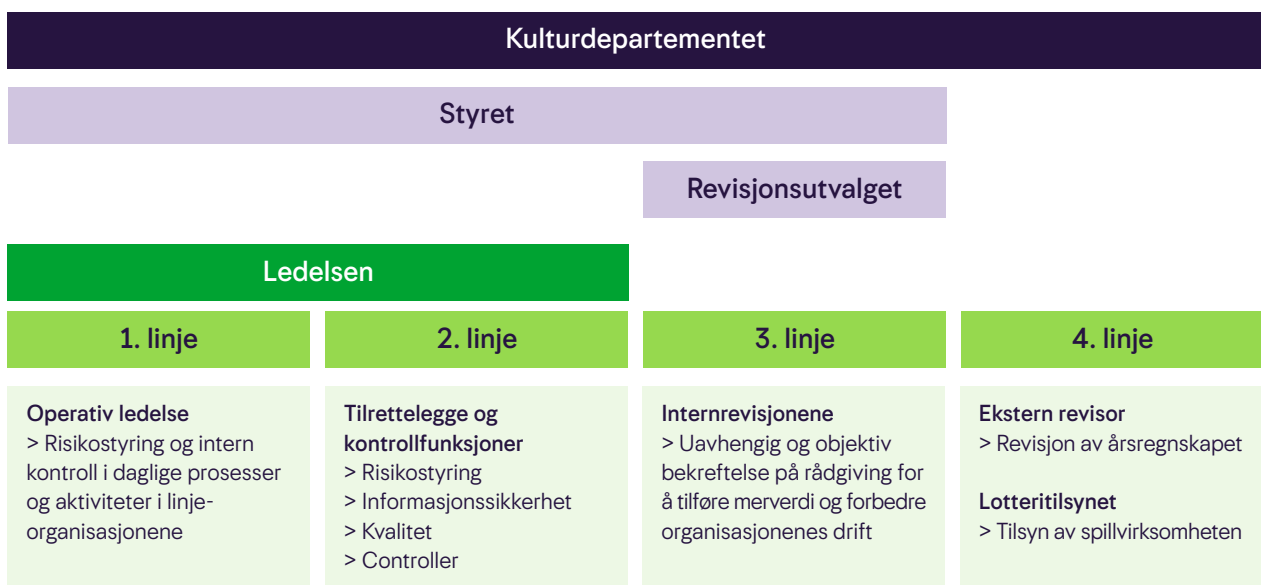 Kulturdepartementet
Styret
Revisjonsutvalget
Ledelsen
1. linje
2. linje
3. linje
4. linje
Operativ ledelse
> Risikostyring og intern
kontroll i daglige prosesser
og aktiviteter i linje-
organisasjonene
Tilrettelegge og
kontrollfunksjoner
> Risikostyring
> Informasjonssikkerhet
> Kvalitet
> Controller
Internrevisjonene
> Uavhengig og objektiv
bekreftelse på rådgiving for
å tilføre merverdi og forbedre
organisasjonenes drift
Ekstern revisor
> Revisjon av årsregnskapet
Lotteritilsynet
> Tilsyn av spillvirksomheten